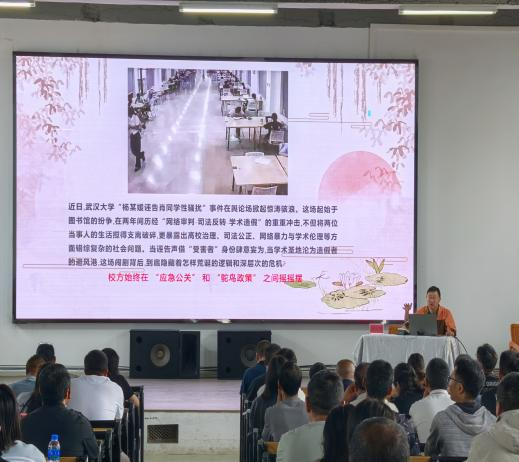 近日,武汉大学“杨某媛诬告肖同学性骚扰”事件在舆论场掀起惊涛骇浪。这场起始于
图书馆的纷争,在两年间历经“网络审判-司法反转-学术造假”的重重冲击,不但将两位
当事人的生活搅得支离破碎,更暴露出高校治理、司法公正、网络暴力与学术伦理等方
面错综复杂的社会问题。当诬告声借“受害者”身份肆意妄为,当学术圣地沦为造假者
的避风港,这场闹剧背后,到底隐藏着怎样荒诞的逻辑和深层次的危机?
校方始终在“应急公关”和“鸵鸟政策”之间摇摇摆